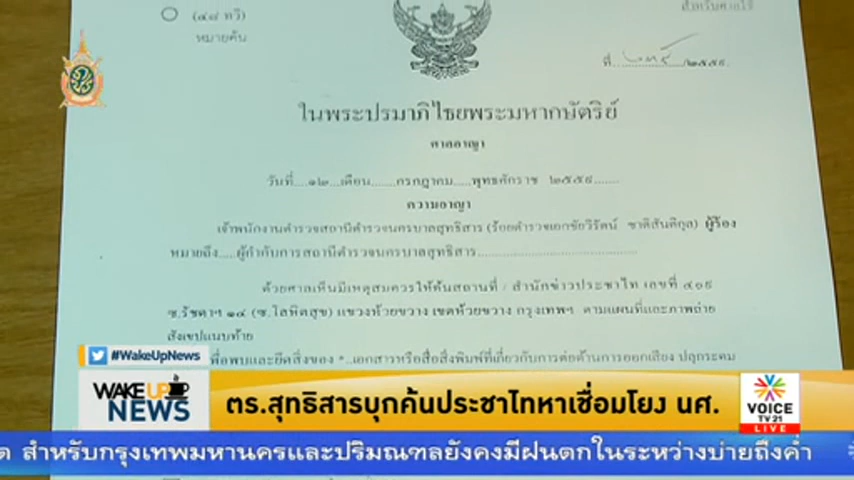 (๔๘ ทวิ)
หมายค้น
สำหรับศาลใช้
ที่ /๒๕๕๙
ในพระปรมาภิไธยพระมหากษัตริย์
ศาลอาญา
วันที่....๑๒....เดือน.......กรกฎาคม.....พุทธศักราช ๒๕๕๙.......
ความอาญา
เจ้าพนักงานตำรวจสถานีตำรวจนครบาลสุทธิสาร (ร้อยตำรวจเอกชัยวิรัตน์ ชาติสันติกุล) ผู้ร้อง
หมายถึง.....ผู้กำกับการสถานีตำรวจนครบาลสุทธิสาร
ด้วยศาลเห็นมีเหตุสมควรให้ค้นสถานที่ / สำนักข่าวประชาไท เลขที่ ๔๐๙
ซ.รัชดาฯ ๑๔ (ซ.โสหิตสุข) แขวงห้วยขวาง เขตห้วยขวาง กรุงเทพฯ ตามแผนที่และภาพถ่าย
สังเขปแนบท้าย
พื่อพบและยึดสิ่งของ "..เอกสารหรือสื่อสิ่งพิมพ์ที่เกี่ยวกับการต่อต้านการออกเสียง ปลุกระดม
#WakeUpNews
WAKE UP
NEWS
ตร.สุทธิสารบุกค้นประชาไทหาเชื่อมโยง นศ.
VOICE
TV 21
LIVE
ด สำหรับกรุงเทพมหานครและปริมณฑลยังคงมีฝนตกในระหว่างบ่ายถึงค่ำ